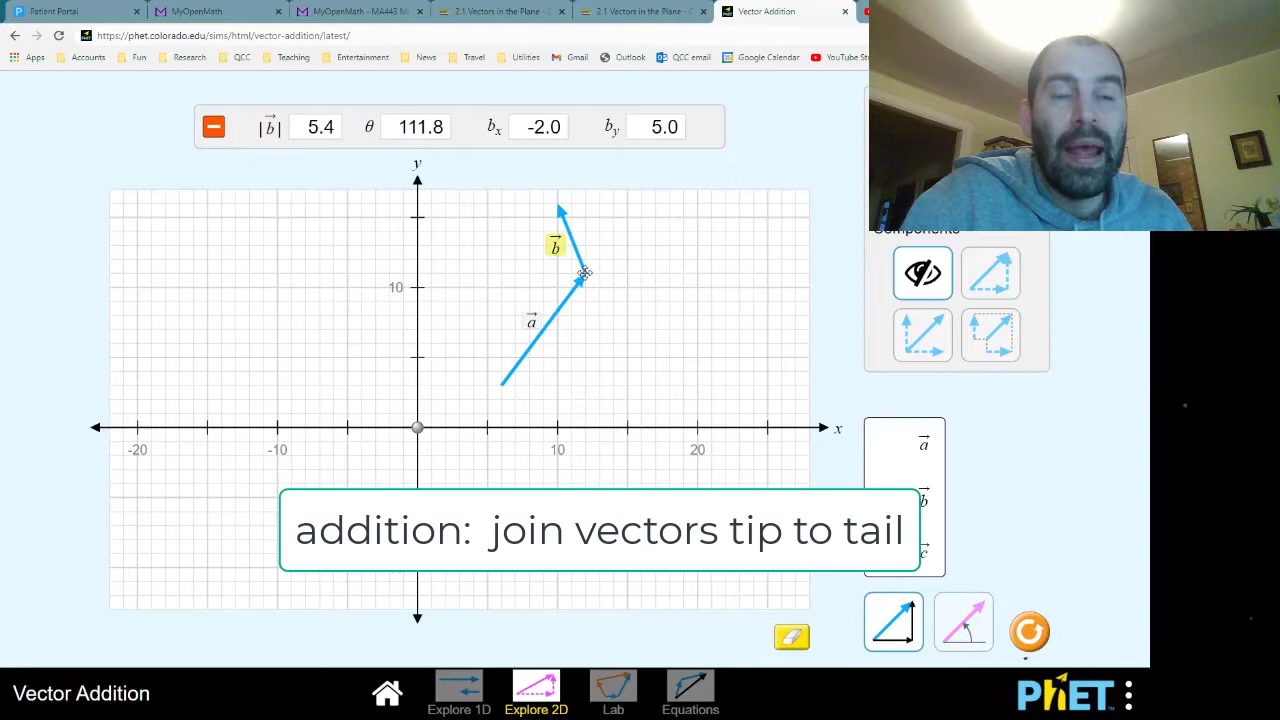 Patient Portal
MyOpenMath
MyOpenMath - MA443 M
2.1 Vectors in the Plane - C
2.1 Vectors in the Plane - C
Vector Addition
https://phet.colorado.edu/sims/html/vector-addition/latest/
Apps
Accounts
Fun
Research
QCC
Teaching
Entertainment
News
Travel
Utilities
Gmail
Outlook
QCC email
Google Calendar
YouTube St
|b| 5.4 θ 111.8 bx -2.0 by 5.0
y
b
10
a
x
-20
-10
10
20
Components
a
b
c
addition: join vectors tip to tail
Vector Addition
Explore 1D
Explore 2D
Lab
Equations
PhET